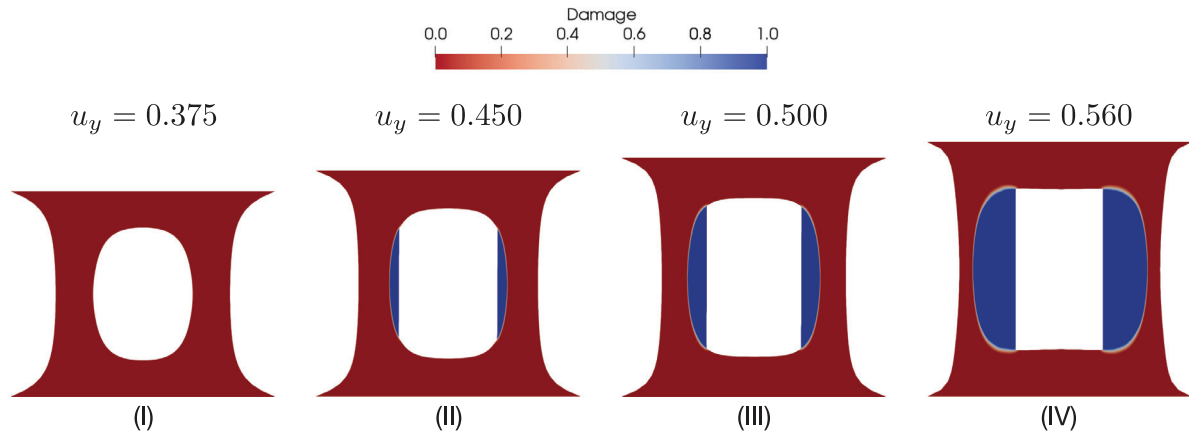 Damage
0.0 0.2 0.4 0.6 0.8 1.0
u_y = 0.375 u_y = 0.450 u_y = 0.500 u_y = 0.560
(I) (II) (III) (IV)